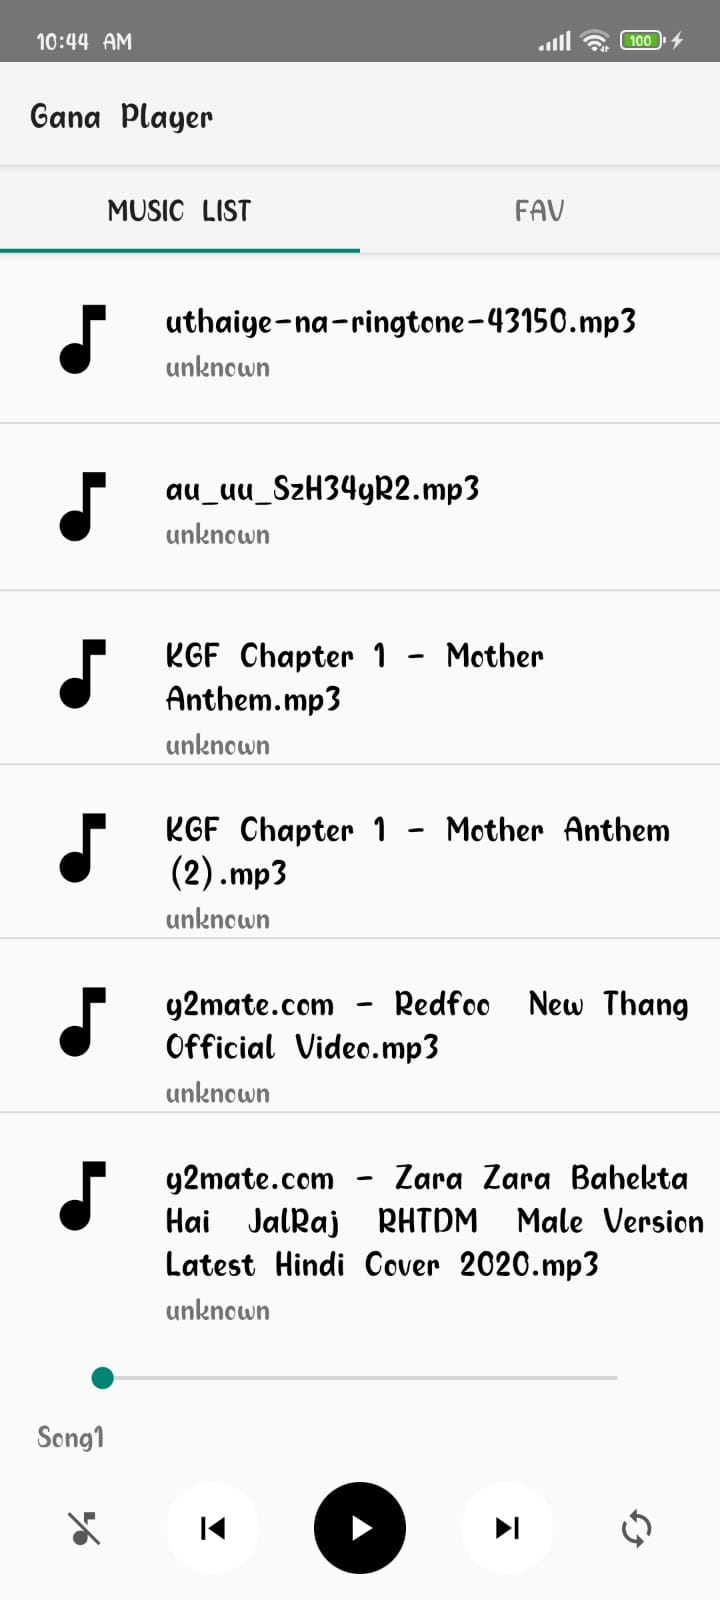 10:44 AM
100
Gana Player
MUSIC LIST
FAV
uthaiye-na-ringtone-43150.mp3
unknown
au_uu_SzH34yR2.mp3
unknown
KGF Chapter 1 - Mother
Anthem.mp3
unknown
KGF Chapter 1 - Mother Anthem
(2).mp3
unknown
y2mate.com - Redfoo  New Thang
Official Video.mp3
unknown
y2mate.com - Zara Zara Bahekta
Hai  JalRaj  RHTDM  Male Version
Latest Hindi Cover 2020.mp3
unknown
Song1